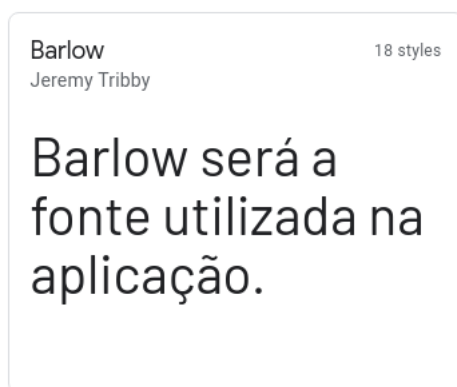 Barlow
18 styles
Jeremy Tribby
Barlow será a
fonte utilizada na
aplicação.